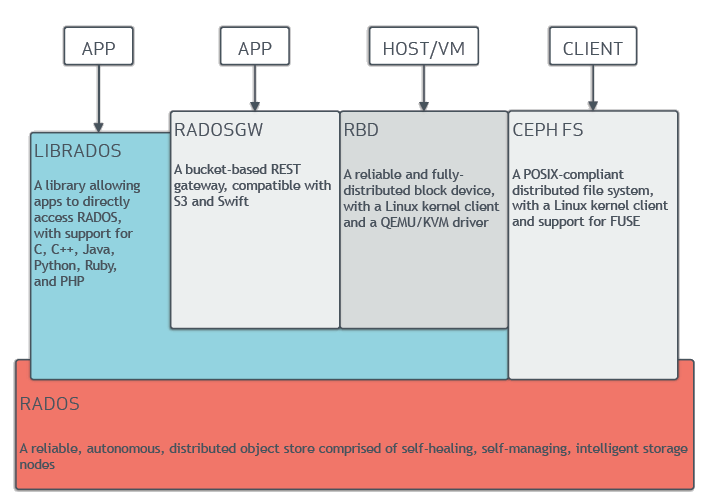 APP
APP
HOST/VM
CLIENT
LIBRADOS
A library allowing
apps to directly
access RADOS,
with support for
C, C++, Java,
Python, Ruby,
and PHP
RADOSGW
A bucket-based REST
gateway, compatible with
S3 and Swift
RBD
A reliable and fully-
distributed block device,
with a Linux kernel client
and a QEMU/KVM driver
CEPH FS
A POSIX-compliant
distributed file system,
with a Linux kernel client
and support for FUSE
RADOS
A reliable, autonomous, distributed object store comprised of self-healing, self-managing, intelligent storage
nodes